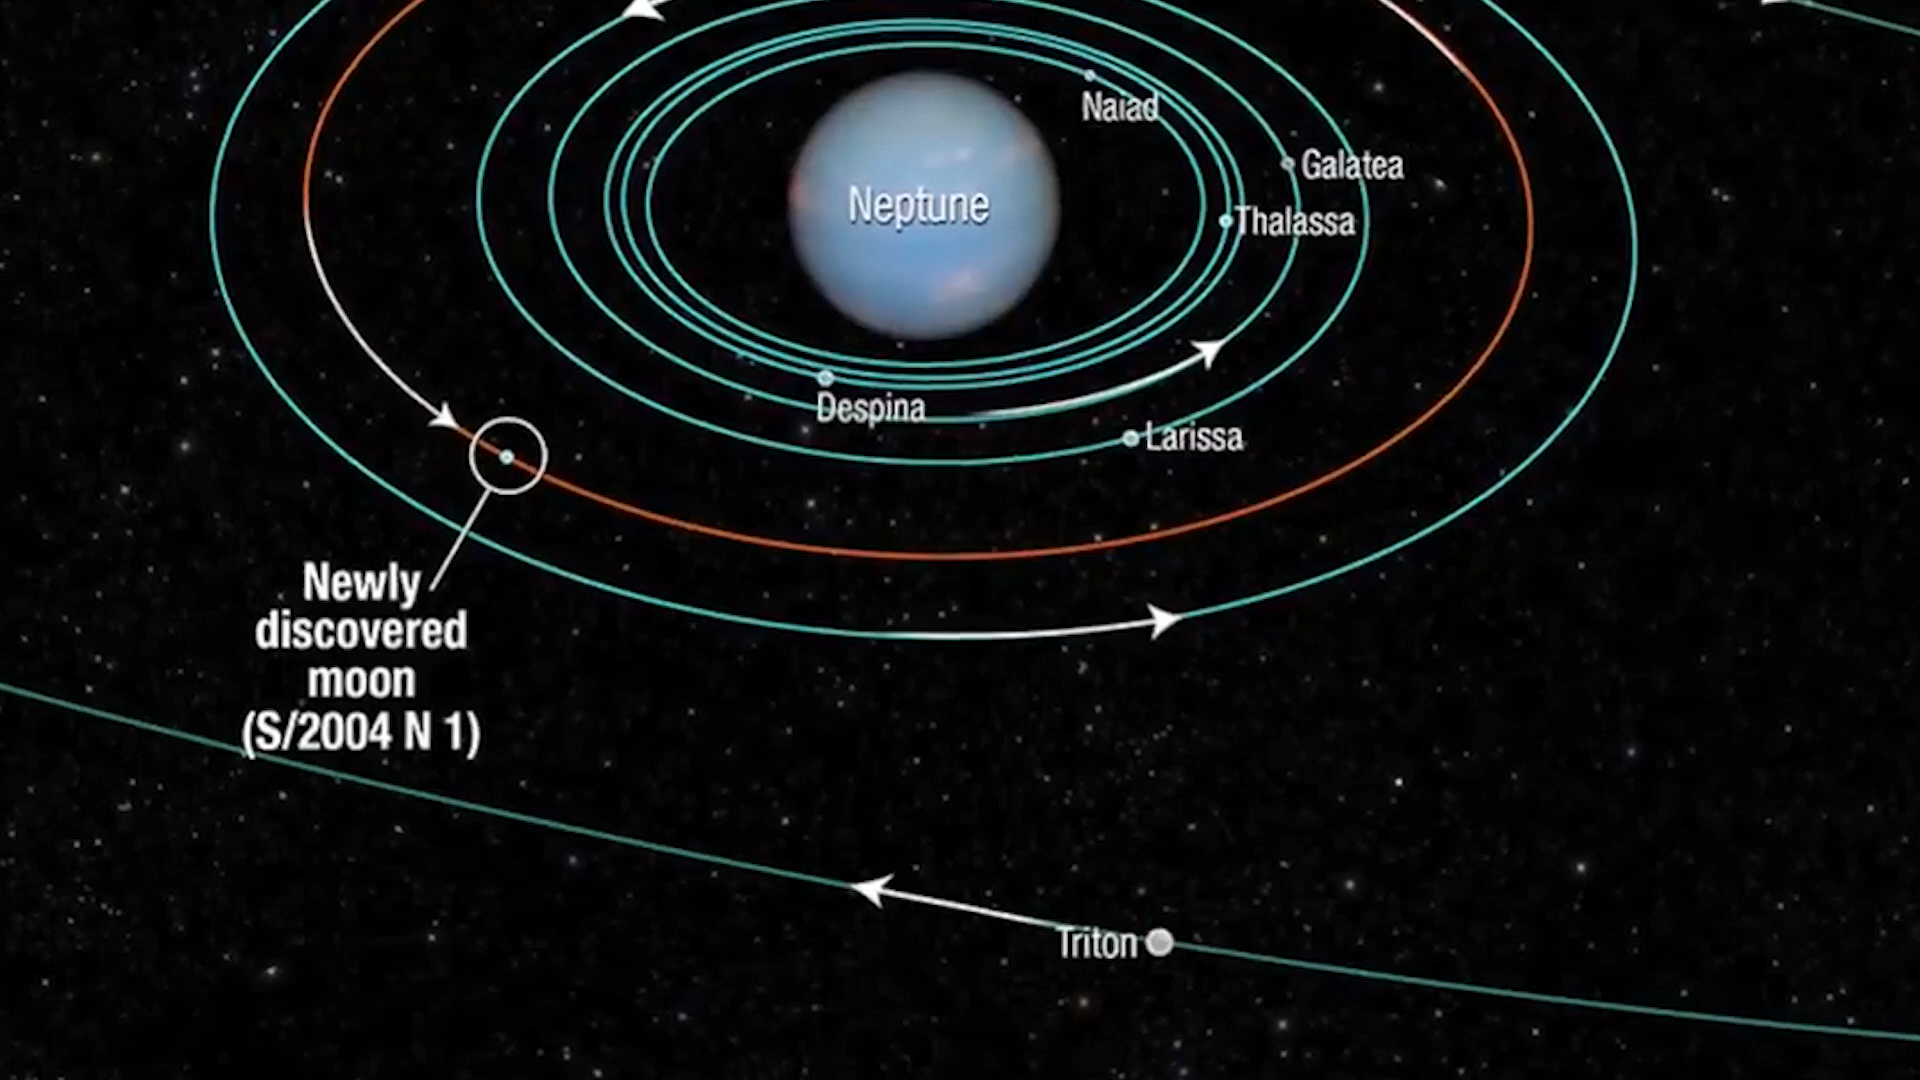 Naiad
Galatea
Neptune
Thalassa
Despina
Larissa
Newly
discovered
moon
(S/2004 N 1)
Triton